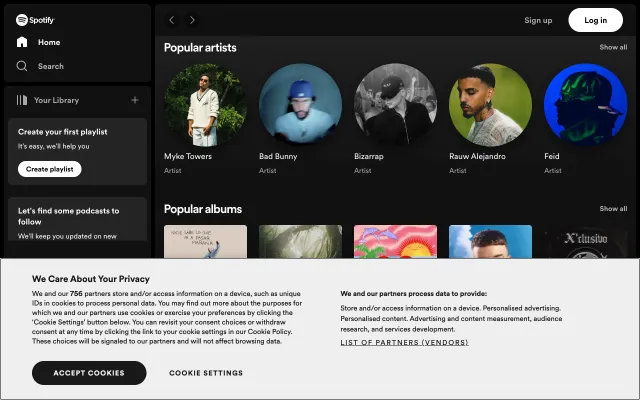 Spotify
Home
Search
Your Library
Create your first playlist
It's easy, we'll help you
Create playlist
Let's find some podcasts to
follow
We'll keep you updated on new
Sign up
Log in
Popular artists
Show all
Myke Towers
Bad Bunny
Bizarrap
Rauw Alejandro
Feid
Artist
Artist
Artist
Artist
Artist
Popular albums
Show all
X'clusivo
We Care About Your Privacy
We and our 756 partners store and/or access information on a device, such as unique
IDs in cookies to process personal data. You may find out more about the purposes for
which we and our partners use cookies or exercise your preferences by clicking the
'Cookie Settings' button below. You can revisit your consent choices or withdraw
consent at any time by clicking the link to your cookie settings in our Cookie Policy.
These choices will be signaled to our partners and will not affect browsing data.
ACCEPT COOKIES
COOKIE SETTINGS
We and our partners process data to provide:
Store and/or access information on a device. Personalised advertising.
Personalised content. Advertising and content measurement, audience
research, and services development.
LIST OF PARTNERS (VENDORS)